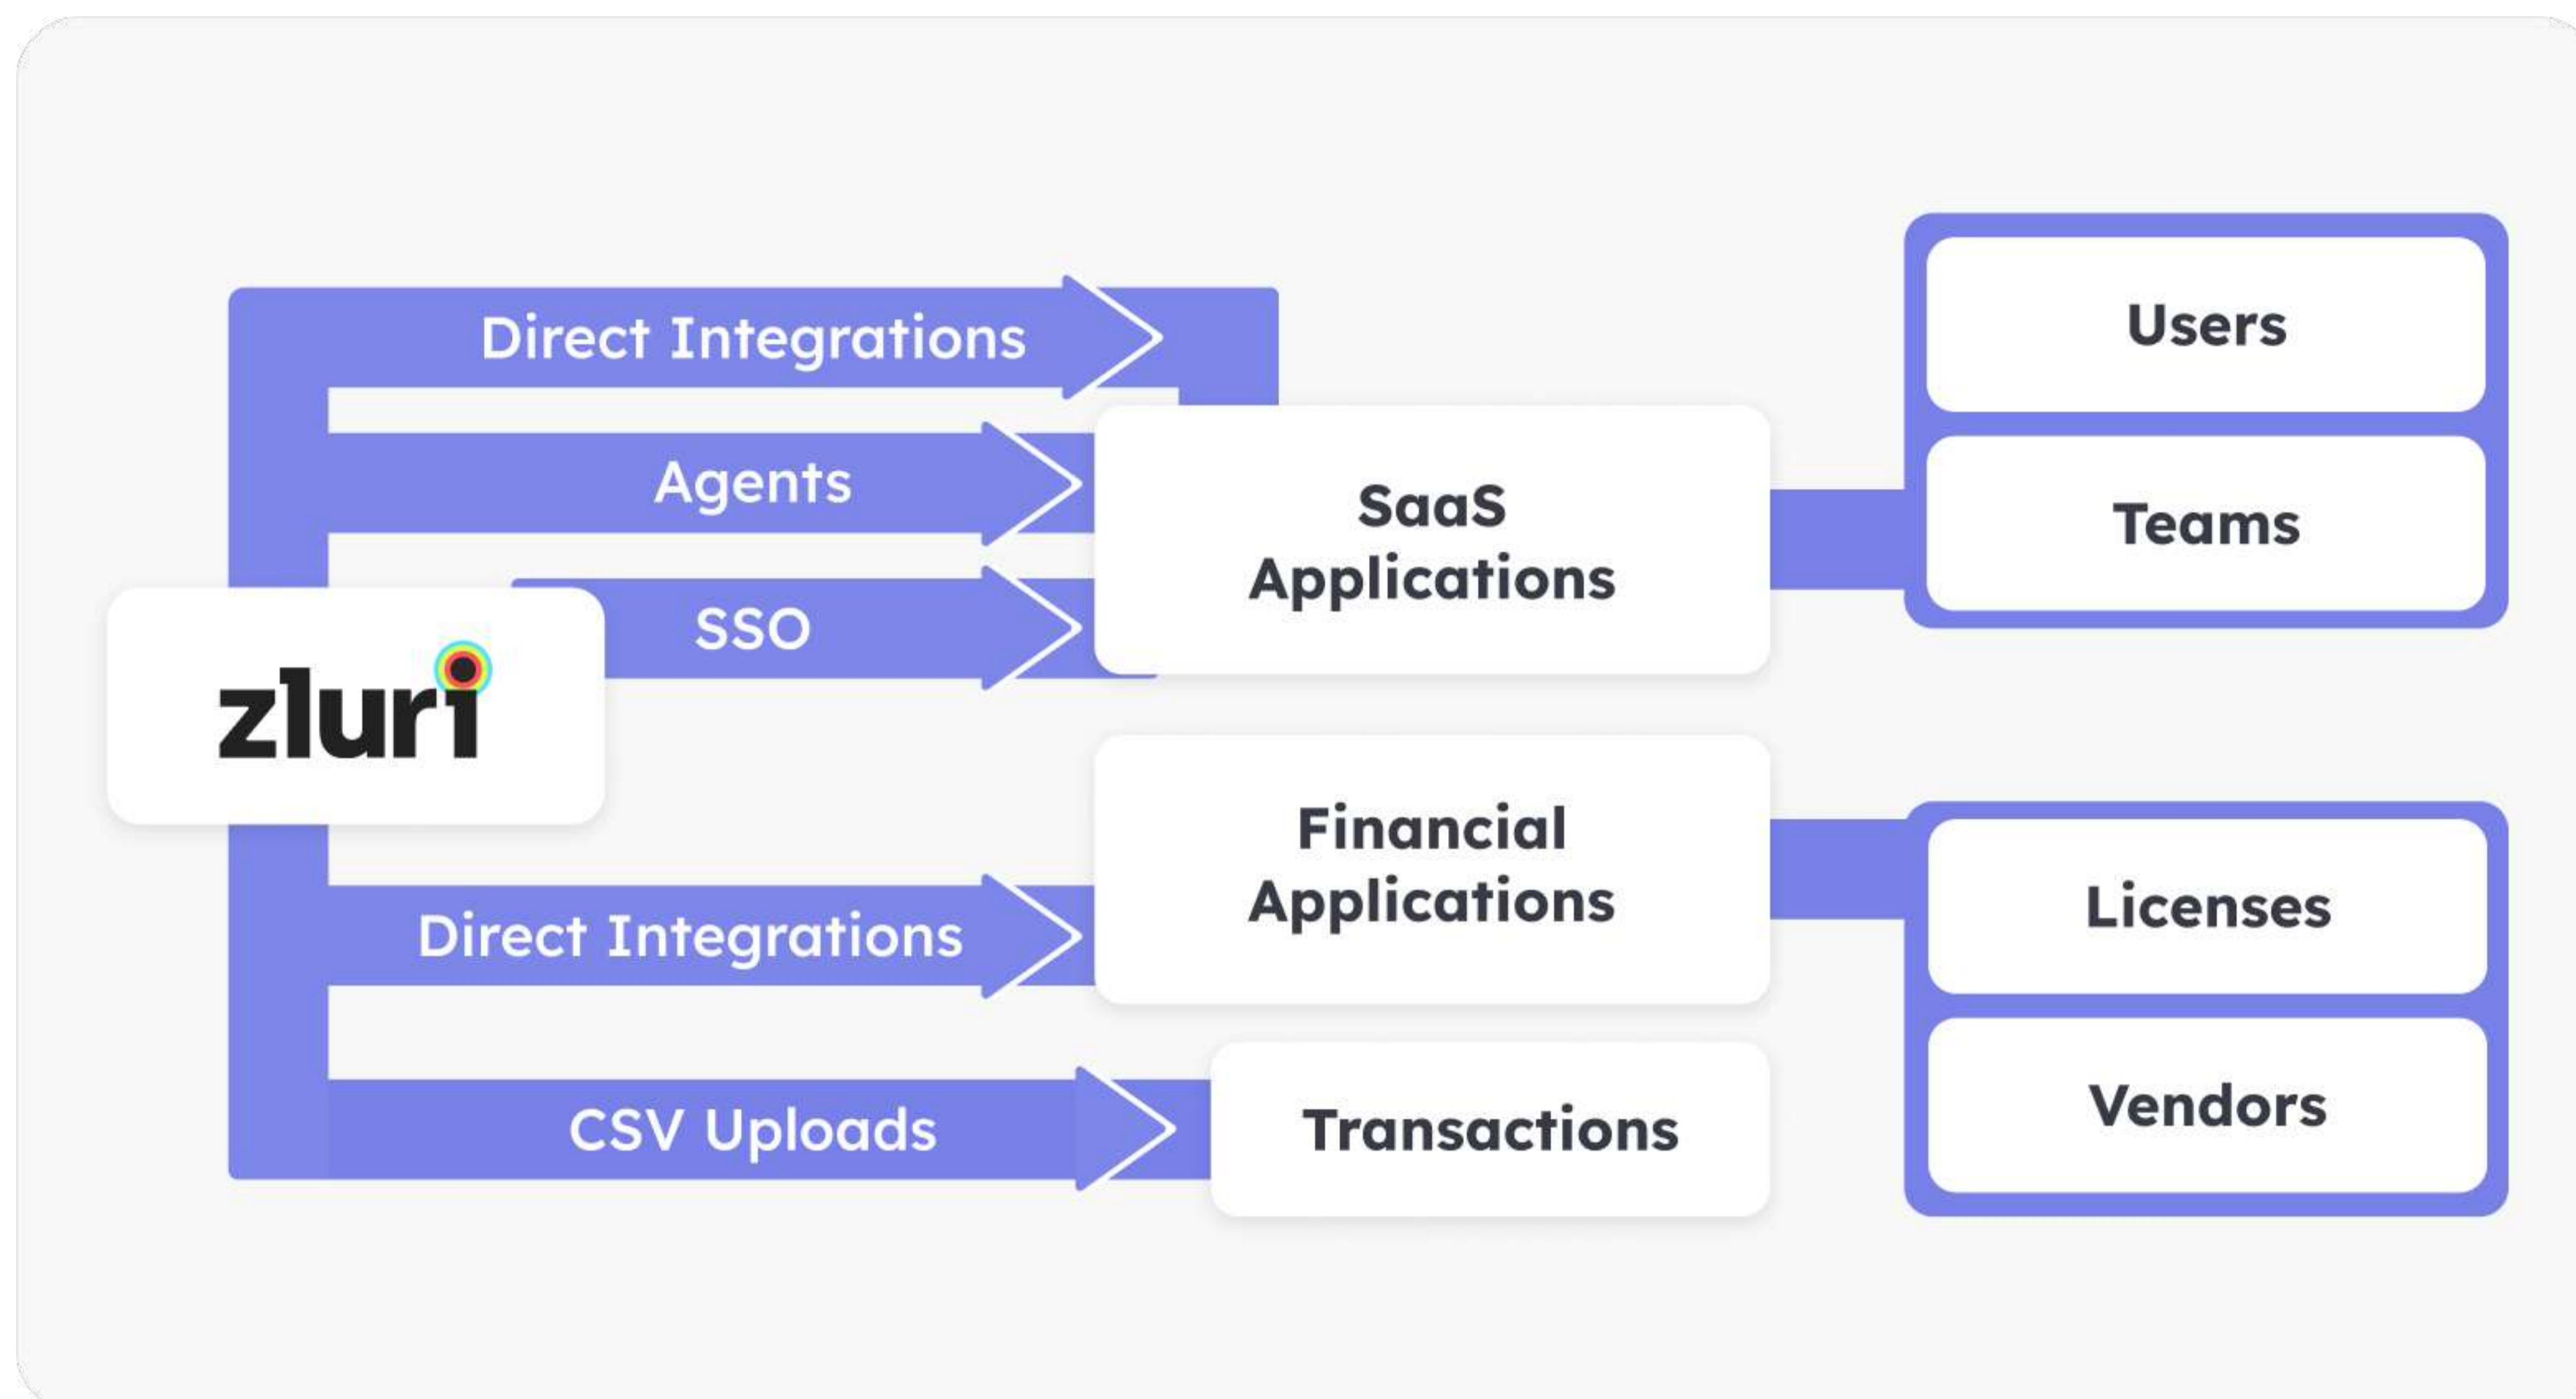 Direct Integrations
Agents
SSO
zluri
Direct Integrations
CSV Uploads
SaaS
Applications
Financial
Applications
Transactions
Users
Teams
Licenses
Vendors